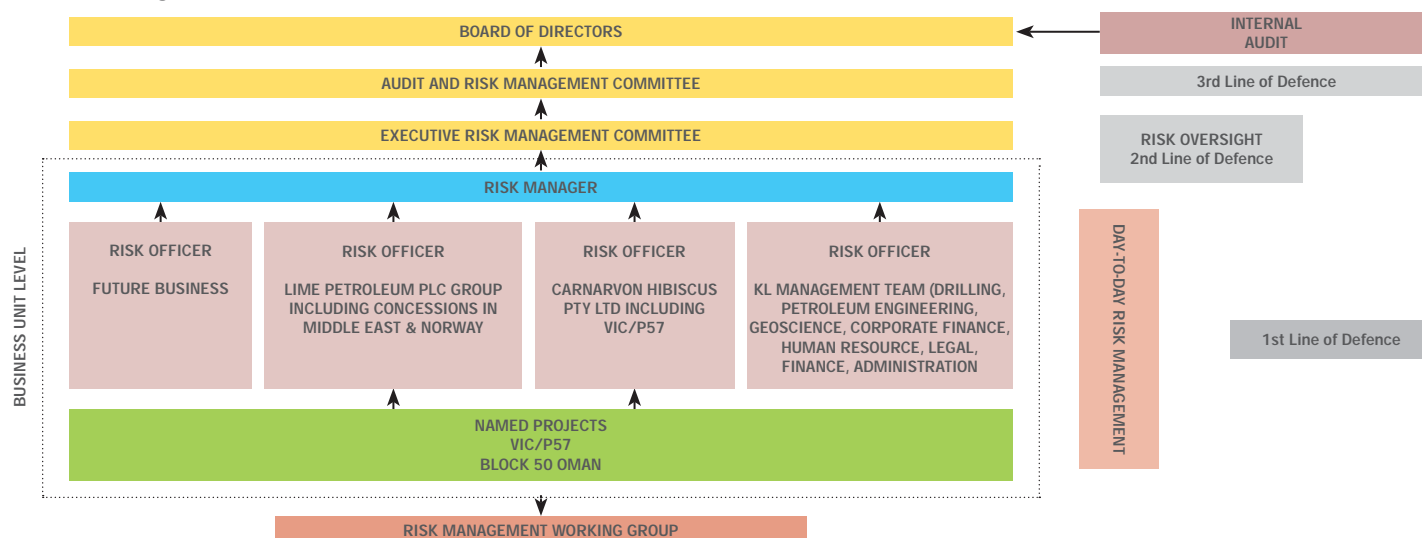 BOARD OF DIRECTORS
INTERNAL
AUDIT
AUDIT AND RISK MANAGEMENT COMMITTEE
3rd Line of Defence
EXECUTIVE RISK MANAGEMENT COMMITTEE
RISK OVERSIGHT
2nd Line of Defence
BUSINESS UNIT LEVEL
RISK MANAGER
RISK OFFICER
FUTURE BUSINESS
RISK OFFICER
LIME PETROLEUM PLC GROUP
INCLUDING CONCESSIONS IN
MIDDLE EAST & NORWAY
RISK OFFICER
CARNARVON HIBISCUS
PTY LTD INCLUDING
VIC/P57
RISK OFFICER
KL MANAGEMENT TEAM (DRILLING,
PETROLEUM ENGINEERING,
GEOSCIENCE, CORPORATE FINANCE,
HUMAN RESOURCE, LEGAL,
FINANCE, ADMINISTRATION
DAY-TO-DAY RISK MANAGEMENT
1st Line of Defence
NAMED PROJECTS
VIC/P57
BLOCK 50 OMAN
RISK MANAGEMENT WORKING GROUP